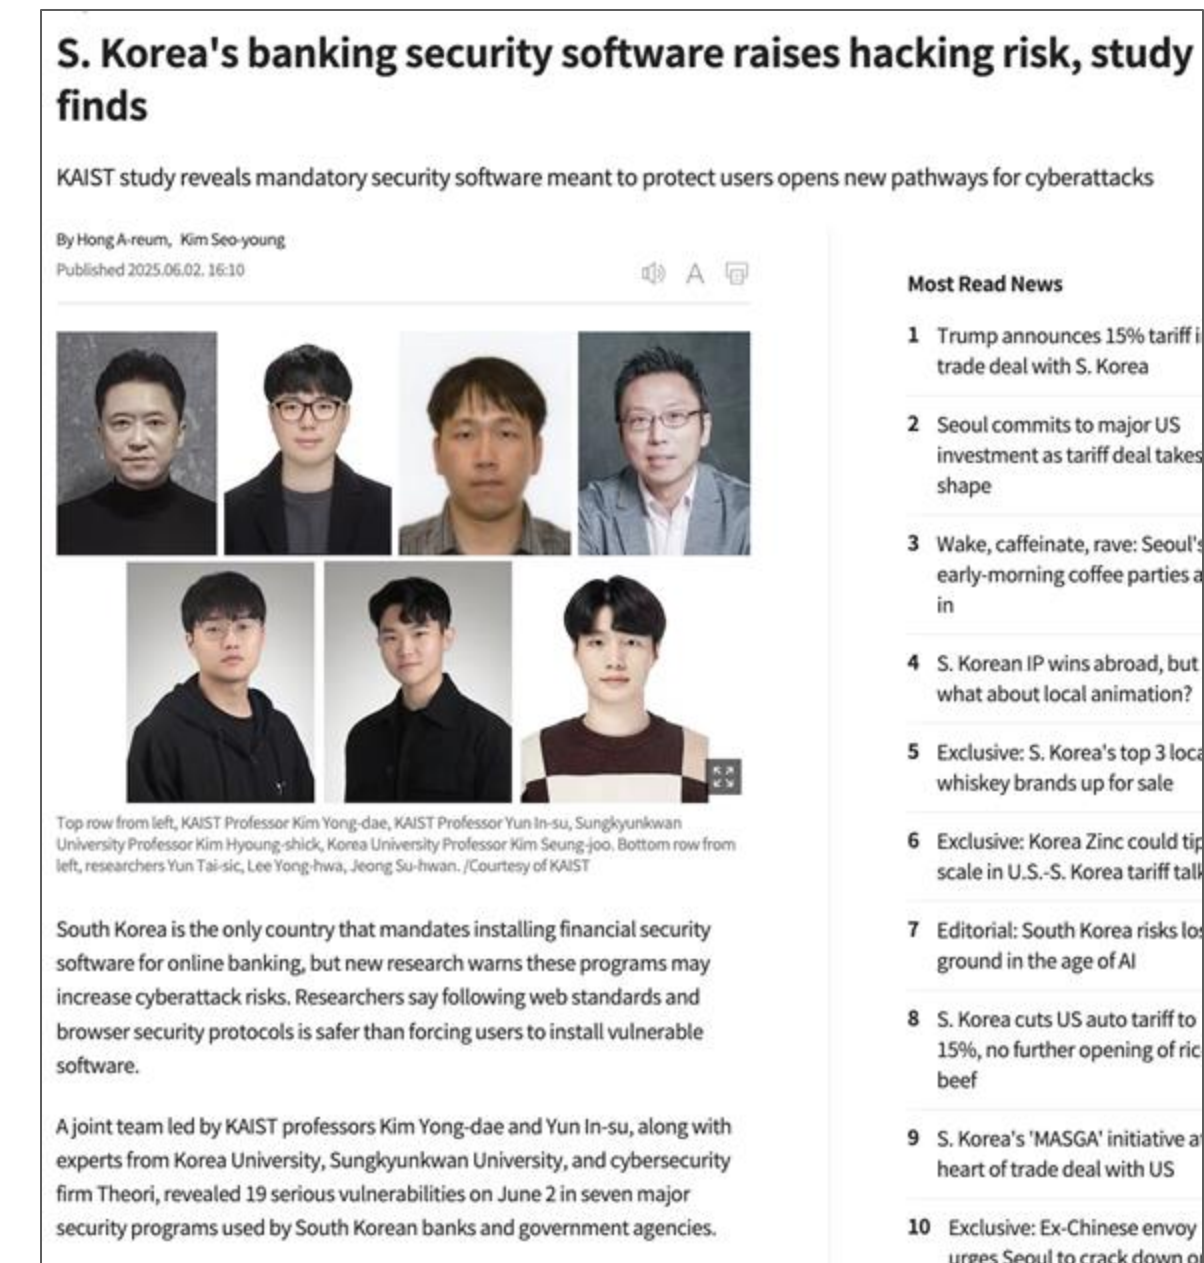 S. Korea's banking security software raises hacking risk, study
finds
KAIST study reveals mandatory security software meant to protect users opens new pathways for cyberattacks
By Hong A-reum, Kim Seo-young
Published 2025.06.02. 16:10
A
Top row from left, KAIST Professor Kim Yong-dae, KAIST Professor Yun In-su, Sungkyunkwan
University Professor Kim Hyoung-shick, Korea University Professor Kim Seung-joo. Bottom row from
left, researchers Yun Tai-sic, Lee Yong-hwa, Jeong Su-hwan. /Courtesy of KAIST
South Korea is the only country that mandates installing financial security
software for online banking, but new research warns these programs may
increase cyberattack risks. Researchers say following web standards and
browser security protocols is safer than forcing users to install vulnerable
software.
A joint team led by KAIST professors Kim Yong-dae and Yun In-su, along with
experts from Korea University, Sungkyunkwan University, and cybersecurity
firm Theori, revealed 19 serious vulnerabilities on June 2 in seven major
security programs used by South Korean banks and government agencies.
Most Read News
1 Trump announces 15% tariff
trade deal with S. Korea
2 Seoul commits to major US
investment as tariff deal takes
shape
3 Wake, caffeinate, rave: Seoul's
early-morning coffee parties
in
4 S. Korean IP wins abroad, but
what about local animation?
5 Exclusive: S. Korea's top 3
whiskey brands up for sale
6 Exclusive: Korea Zinc could
scale in U.S.-S. Korea tariff
7 Editorial: South Korea risks
ground in the age of AI
8 S. Korea cuts US auto tariff to
15%, no further opening of
beef
9 S. Korea's 'MASGA' initiative
heart of trade deal with US
10 Exclusive: Ex-Chinese envoy
urges Seoul to crack down